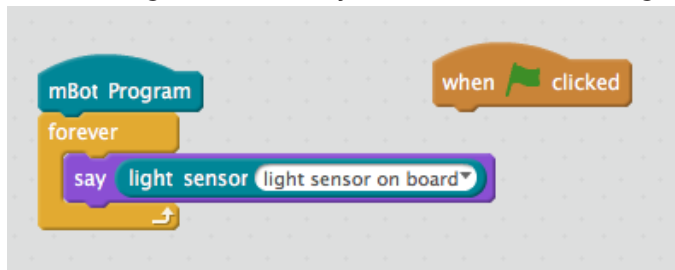 mBot Program
when clicked
forever
say light sensor light sensor on board